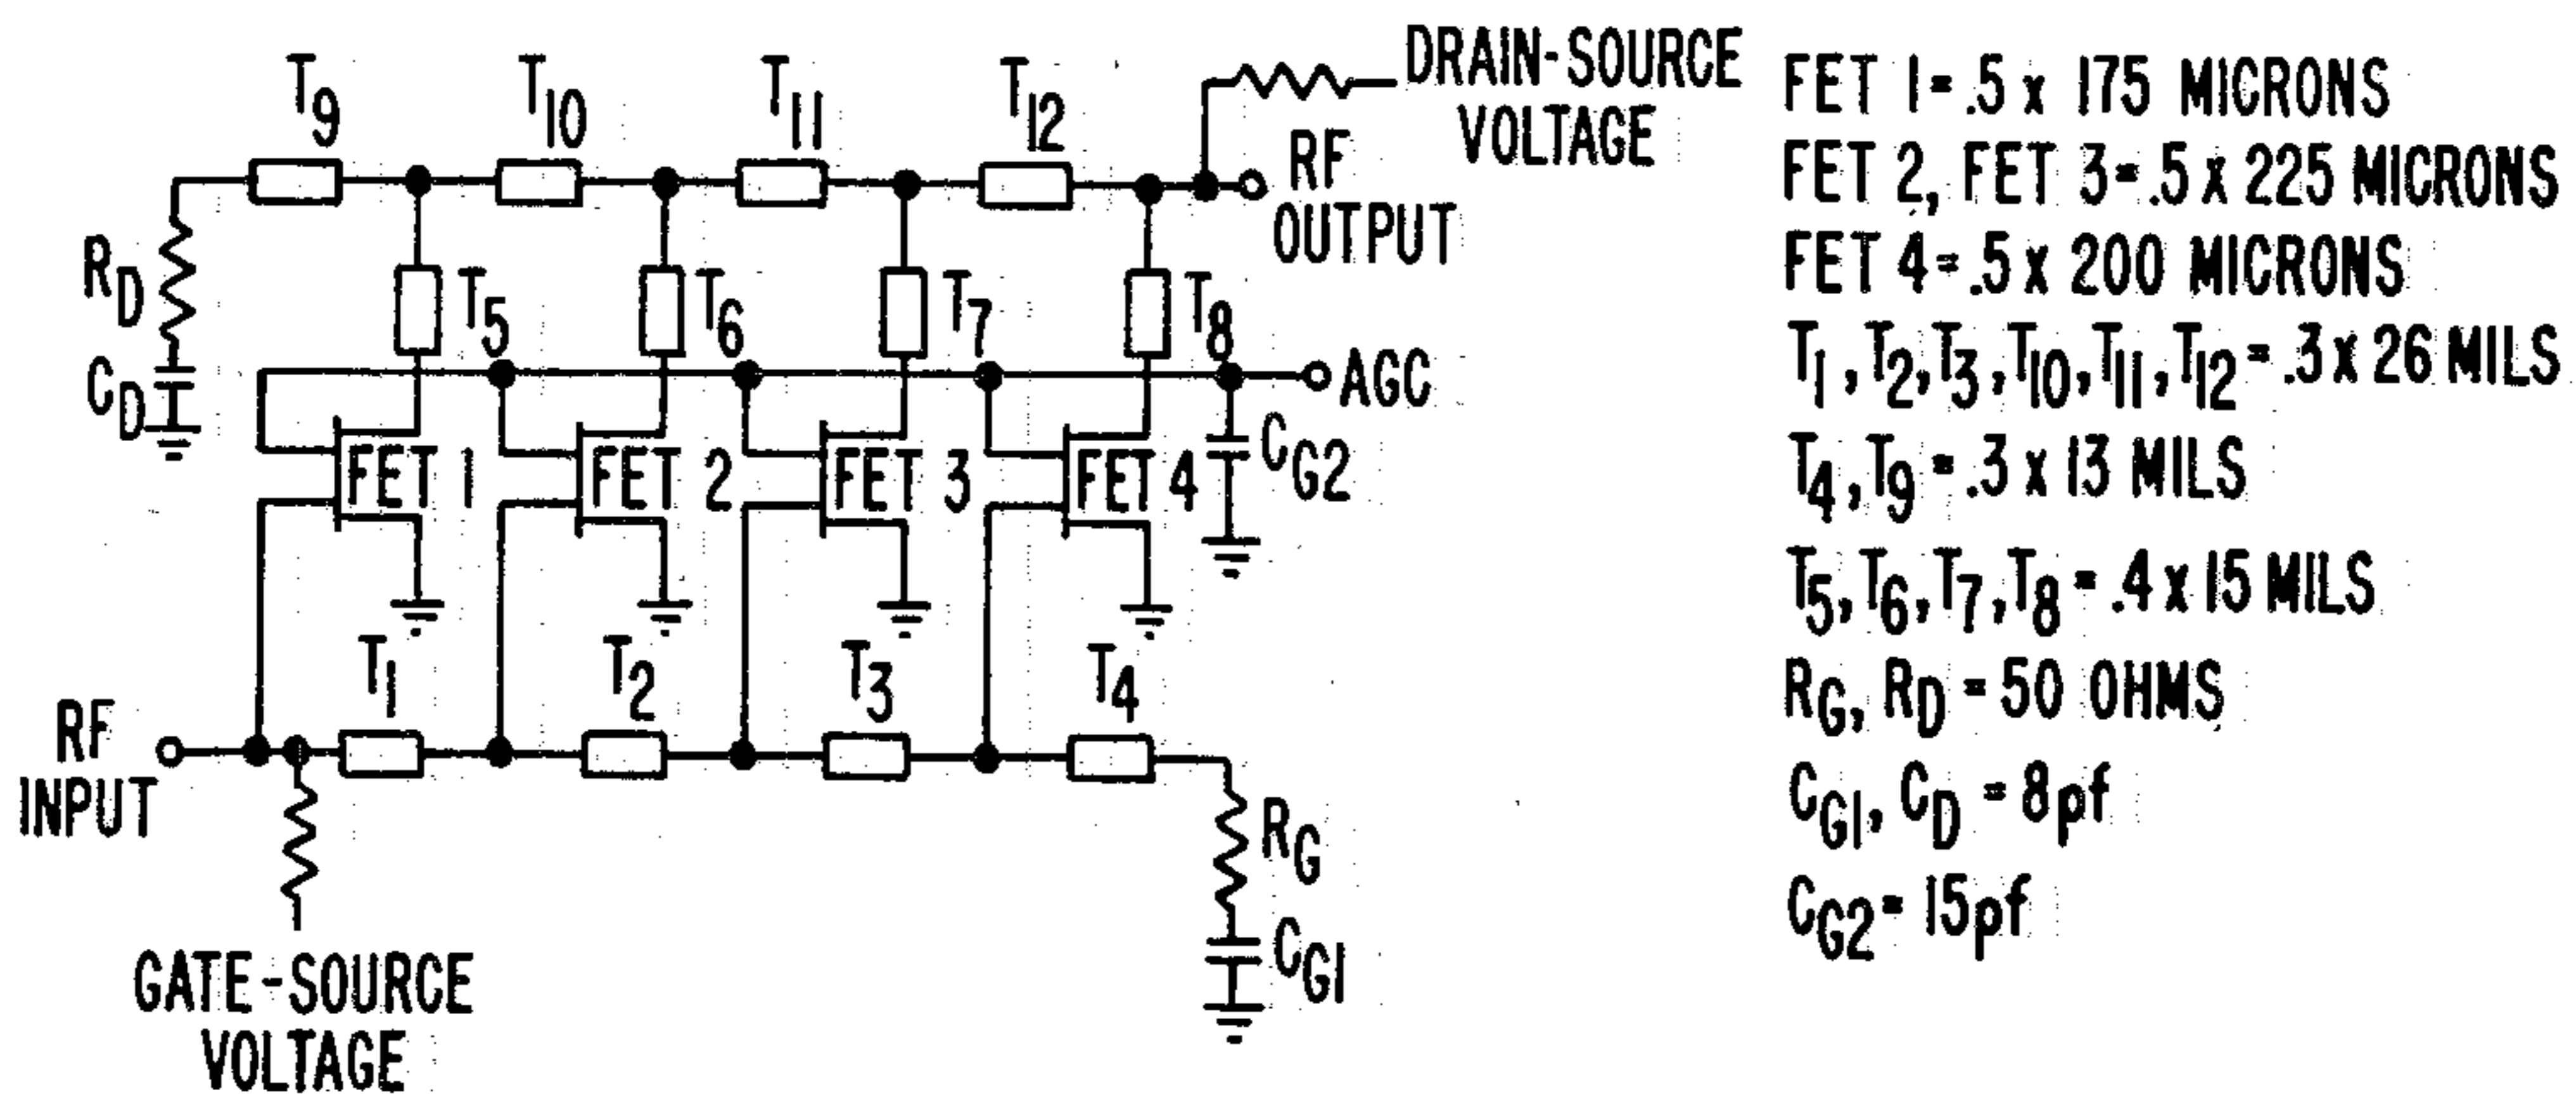 T9
T10
T11
T12
DRAIN-SOURCE
VOLTAGE
RF
OUTPUT
RD
CD
T5
T6
T7
T8
AGC
FET 1
FET 2
FET 3
FET 4
CG2
T1
T2
T3
T4
RF
INPUT
RG
CG1
GATE-SOURCE
VOLTAGE
FET 1=.5 x 175 MICRONS
FET 2, FET 3=.5 x 225 MICRONS
FET 4=.5 x 200 MICRONS
T1,T2,T3,T10,T11,T12=.3 x 26 MILS
T4,T9=.3 x 13 MILS
T5,T6,T7,T8=.4 x 15 MILS
RG, RD=50 OHMS
CG1, CD=8pf
CG2=15pf